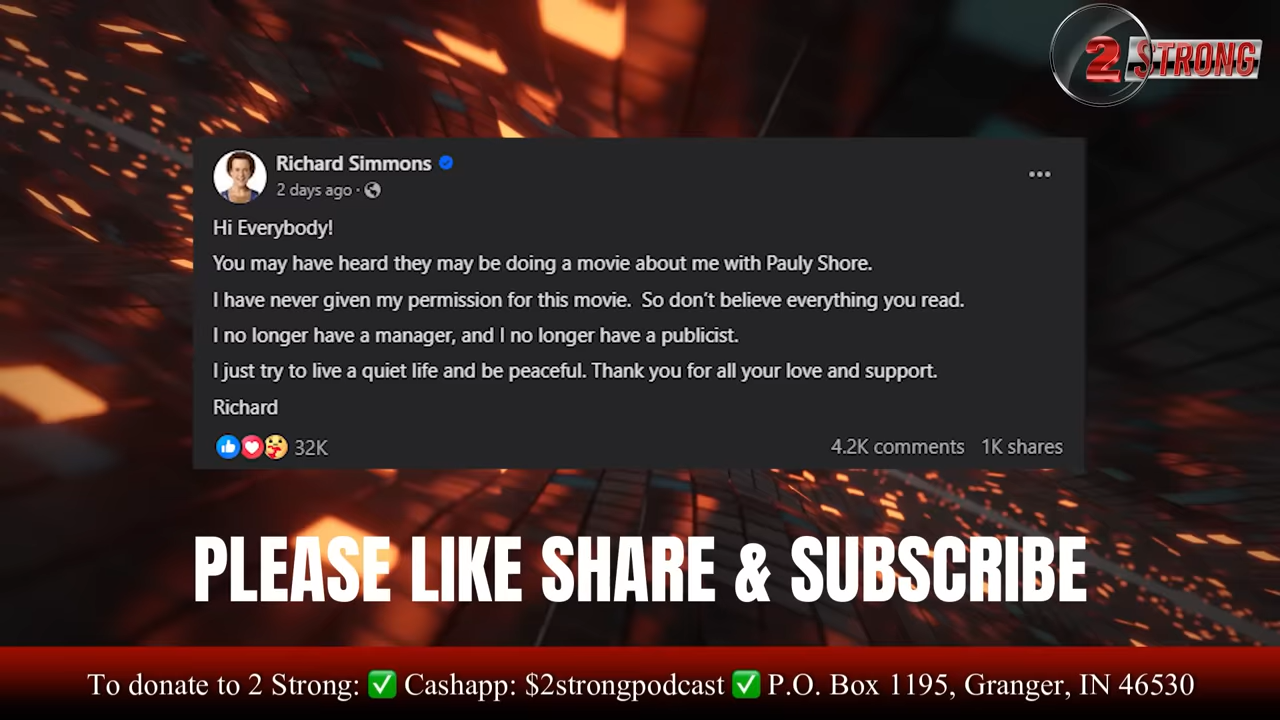 2 STRONG
Richard Simmons
2 days ago ·
Hi Everybody!
You may have heard they may be doing a movie about me with Pauly Shore.
I have never given my permission for this movie.  So don't believe everything you read.
I no longer have a manager, and I no longer have a publicist.
I just try to live a quiet life and be peaceful. Thank you for all your love and support.
Richard
32K 4.2K comments 1K shares
PLEASE LIKE SHARE & SUBSCRIBE
To donate to 2 Strong: ✅ Cashapp: $2strongpodcast ✅ P.O. Box 1195, Granger, IN 46530